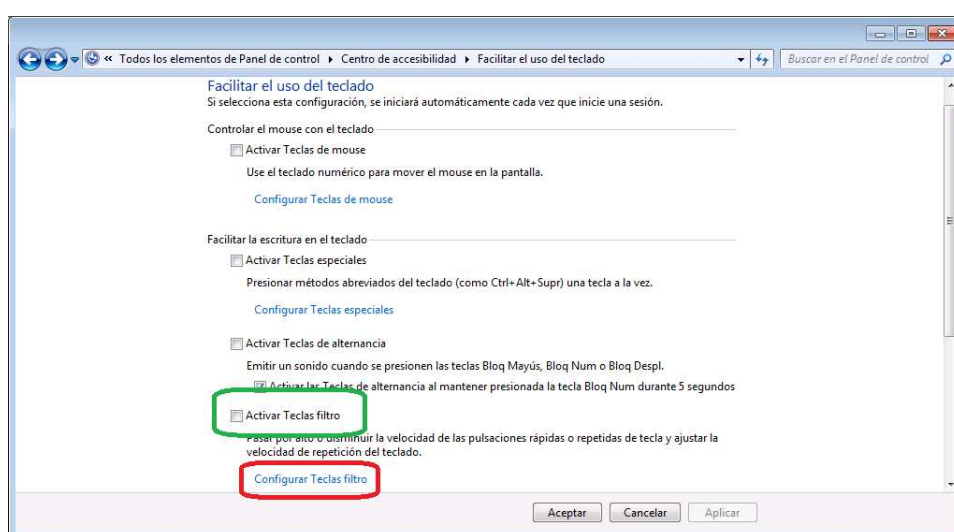 « Todos los elementos de Panel de control ▸ Centro de accesibilidad ▸ Facilitar el uso del teclado
Buscar en el Panel de control
Facilitar el uso del teclado
Si selecciona esta configuración, se iniciará automáticamente cada vez que inicie una sesión.
Controlar el mouse con el teclado
Activar Teclas de mouse
Use el teclado numérico para mover el mouse en la pantalla.
Configurar Teclas de mouse
Facilitar la escritura en el teclado
Activar Teclas especiales
Presionar métodos abreviados del teclado (como Ctrl+Alt+Supr) una tecla a la vez.
Configurar Teclas especiales
Activar Teclas de alternancia
Emitir un sonido cuando se presionen las teclas Bloq Mayús, Bloq Num o Bloq Despl.
Activar las Teclas de alternancia al mantener presionada la tecla Bloq Num durante 5 segundos
Activar Teclas filtro
Pasar por alto o disminuir la velocidad de las pulsaciones rápidas o repetidas de tecla y ajustar la
velocidad de repetición del teclado.
Configurar Teclas filtro
Aceptar Cancelar Aplicar